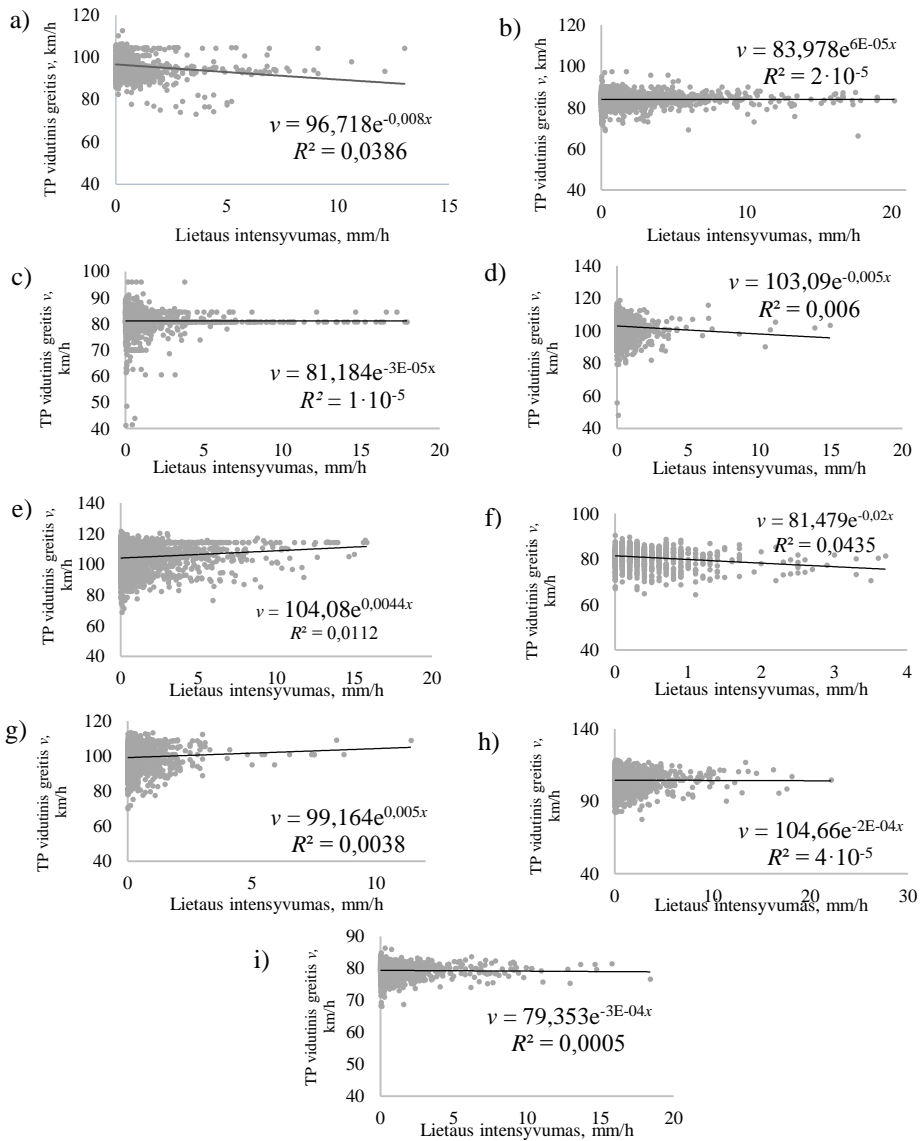 a)
TP vidutinis greitis v, km/h
120
100
80
60
40
0
5
10
15
v = 96,718e^-0,008x
R² = 0,0386
Lietaus intensyvumas, mm/h
b)
TP vidutinis greitis v, km/h
120
100
80
60
40
0
10
20
v = 83,978e^6E-05x
R² = 2·10^-5
Lietaus intensyvumas, mm/h
c)
TP vidutinis greitis v,
km/h
100
90
80
70
60
50
40
0
5
10
15
20
v = 81,184e^-3E-05x
R² = 1·10^-5
Lietaus intensyvumas, mm/h
d)
TP vidutinis greitis v,
km/h
140
120
100
80
60
40
0
5
10
15
20
v = 103,09e^-0,005x
R² = 0,006
Lietaus intensyvumas, mm/h
e)
TP vidutinis greitis v,
km/h
140
120
100
80
60
40
0
5
10
15
20
v = 104,08e^0,0044x
R² = 0,0112
Lietaus intensyvumas, mm/h
f)
TP vidutinis greitis v,
km/h
100
80
60
40
0
1
2
3
4
v = 81,479e^-0,02x
R² = 0,0435
Lietaus intensyvumas, mm/h
g)
TP vidutinis greitis v,
km/h
120
100
80
60
40
0
5
10
v = 99,164e^0,005x
R² = 0,0038
Lietaus intensyvumas, mm/h
h)
TP vidutinis greitis v,
km/h
140
90
40
0
10
20
30
v = 104,66e^-2E-04x
R² = 4·10^-5
Lietaus intensyvumas, mm/h
i)
TP vidutinis greitis v,
km/h
90
80
70
60
50
40
0
5
10
15
20
v = 79,353e^-3E-04x
R² = 0,0005
Lietaus intensyvumas, mm/h